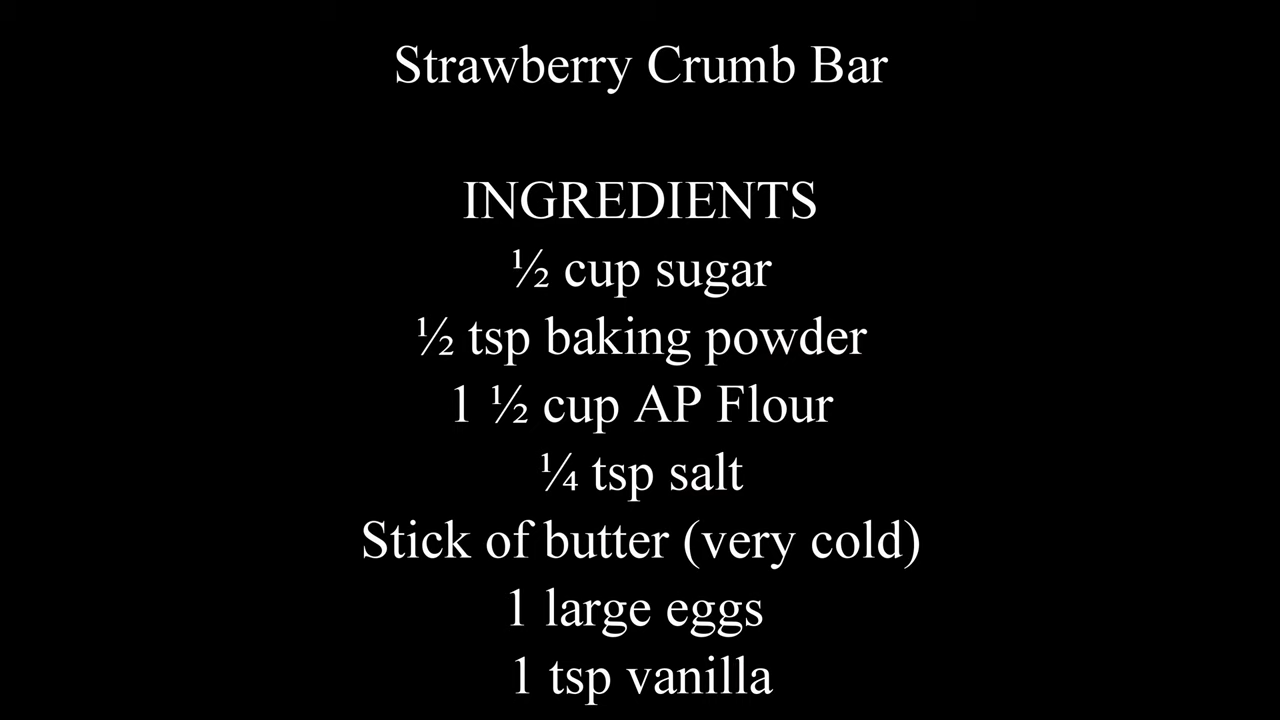 Strawberry Crumb Bar
INGREDIENTS
½ cup sugar
½ tsp baking powder
1 ½ cup AP Flour
¼ tsp salt
Stick of butter (very cold)
1 large eggs
1 tsp vanilla